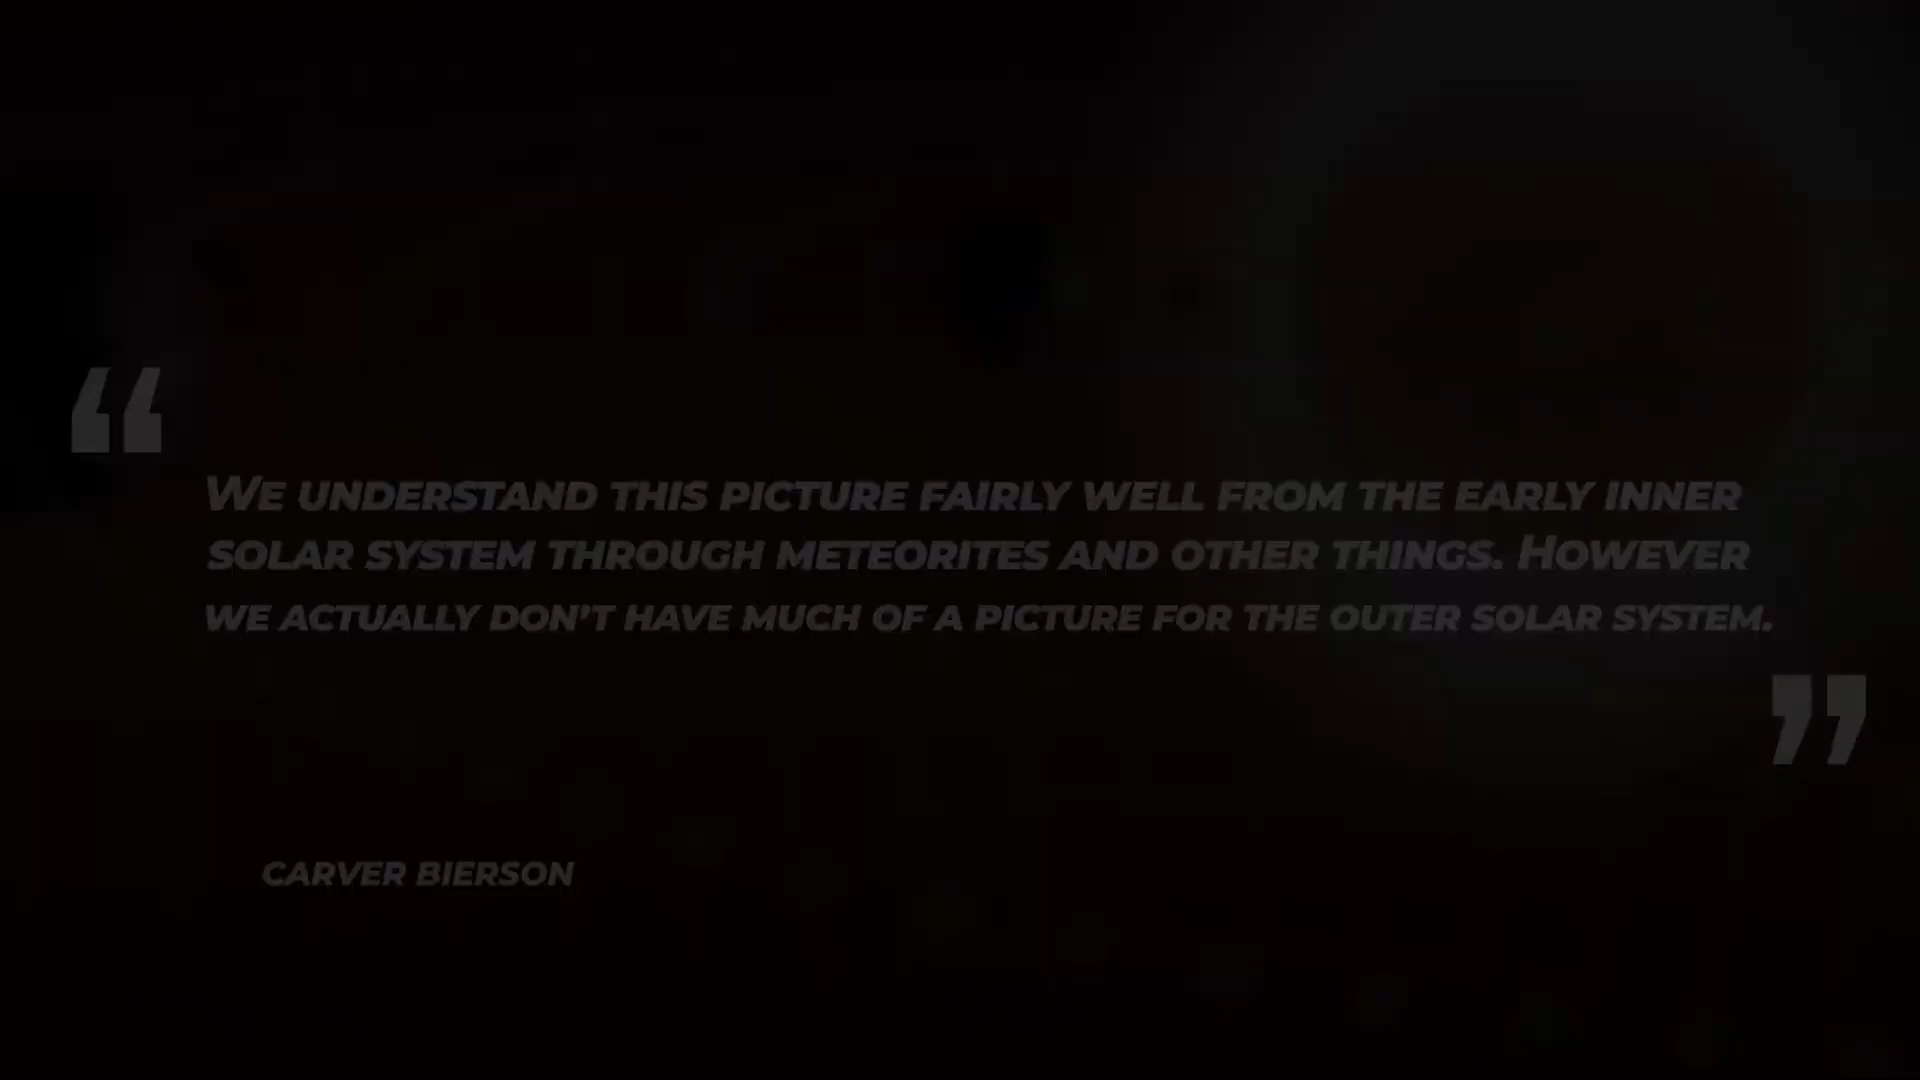 “
WE UNDERSTAND THIS PICTURE FAIRLY WELL FROM THE EARLY INNER
SOLAR SYSTEM THROUGH METEORITES AND OTHER THINGS. HOWEVER
WE ACTUALLY DON’T HAVE MUCH OF A PICTURE FOR THE OUTER SOLAR SYSTEM.
”
CARVER BIERSON